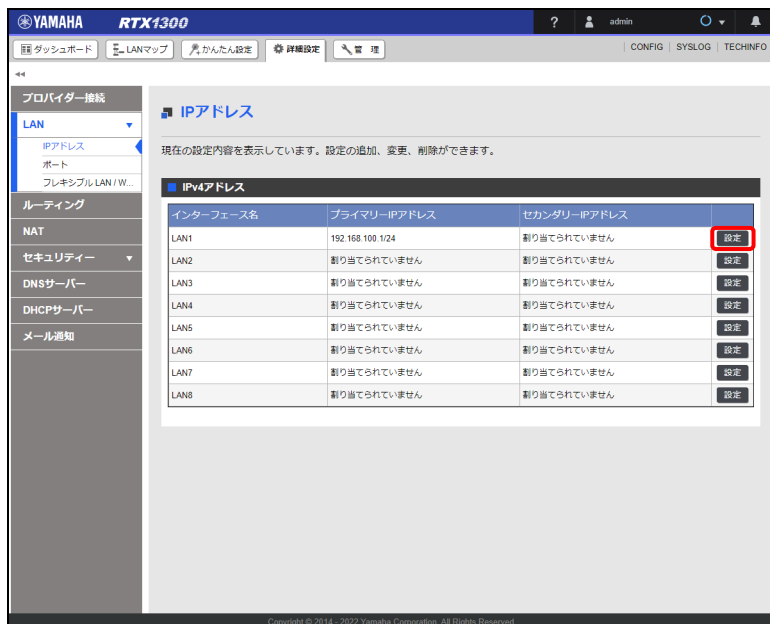 YAMAHA RTX1300 ? admin
ダッシュボード LANマップ かんたん設定 詳細設定 管 理 CONFIG SYSLOG TECHINFO
プロバイダー接続
LAN
IPアドレス
ポート
フレキシブル LAN / W...
ルーティング
NAT
セキュリティー
DNSサーバー
DHCPサーバー
メール通知
IPアドレス
現在の設定内容を表示しています。設定の追加、変更、削除ができます。
IPv4アドレス
インターフェース名 プライマリーIPアドレス セカンダリーIPアドレス
LAN1 192.168.100.1/24 割り当てられていません 設定
LAN2 割り当てられていません 割り当てられていません 設定
LAN3 割り当てられていません 割り当てられていません 設定
LAN4 割り当てられていません 割り当てられていません 設定
LAN5 割り当てられていません 割り当てられていません 設定
LAN6 割り当てられていません 割り当てられていません 設定
LAN7 割り当てられていません 割り当てられていません 設定
LAN8 割り当てられていません 割り当てられていません 設定
Copyright © 2014 - 2022 Yamaha Corporation. All Rights Reserved.